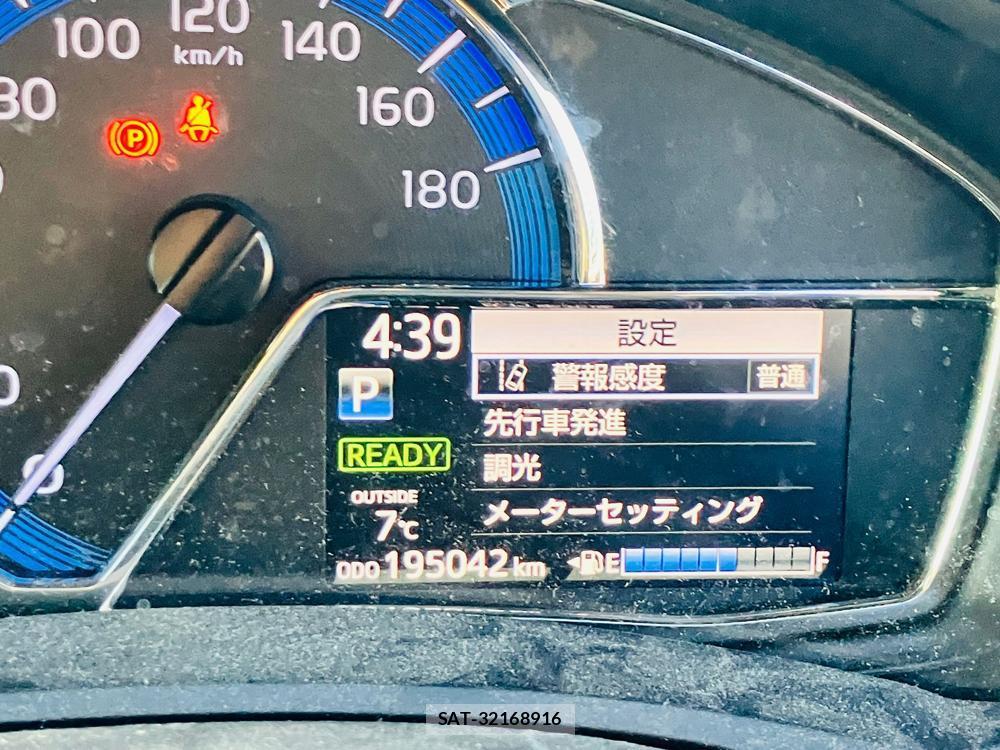 100
120
km/h
140
80
160
P
180
0
0
4:39
設定
警報感度 普通
P
先行車発進
READY
調光
OUTSIDE
7℃
メーターセッティング
ODO 195042 km
E F
SAT-32168916